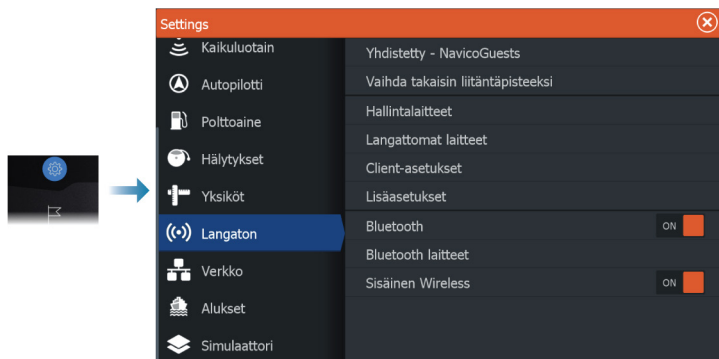 Settings
Kaikuluotain
Autopilotti
Polttoaine
Hälytykset
Yksiköt
Langaton
Verkko
Alukset
Simulaattori
Yhdistetty - NavicoGuests
Vaihda takaisin liitäntäpisteeksi
Hallintalaitteet
Langattomat laitteet
Client-asetukset
Lisäasetukset
Bluetooth ON
Bluetooth laitteet
Sisäinen Wireless ON